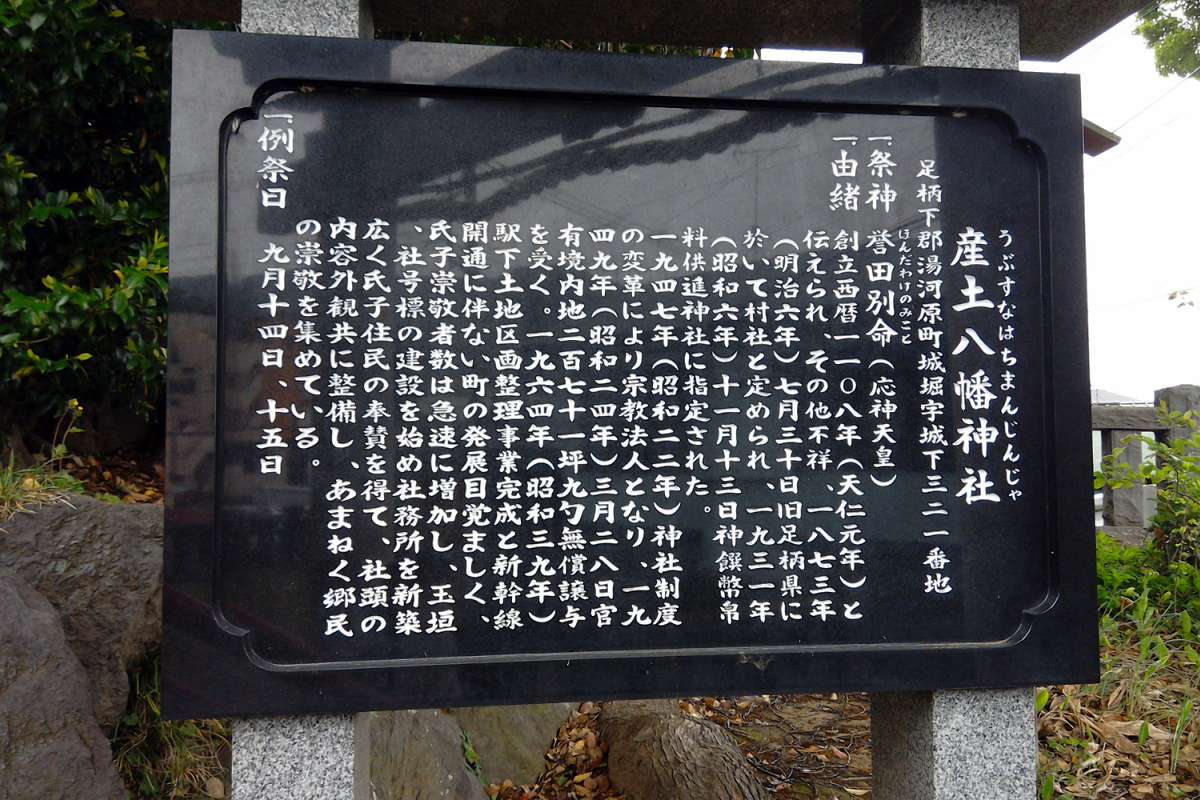 うぶすなはちまんじんじゃ
産土八幡神社
足柄下郡湯河原町城堀字城下三二一番地
一、祭神 誉田別命(応神天皇)
ほんだわけのみこと
一、由緒 創立西暦一一〇八年(天仁元年)と
伝えられ、その他不祥、一八七三年
(明治六年)七月三十日旧足柄県に
於いて村社と定められ、一九三一年
(昭和六年)十一月十三日神饌幣帛
料供進神社に指定された。
一九四七年(昭和二二年)神社制度
の変革により宗教法人となり、一九
四九年(昭和二四年)三月二八日官
有境内地二百七十一坪九勺無償譲与
を受く。一九六四年(昭和三九年)
駅下土地区画整理事業完成と新幹線
開通に伴ない町の発展目覚ましく、
氏子崇敬者数は急速に増加し、玉垣
、社号標の建設を始め社務所を新築
広く氏子住民の奉賛を得て、社頭の
内容外観共に整備し、あまねく郷民
の崇敬を集めている。
一、例祭日 九月十四日、十五日